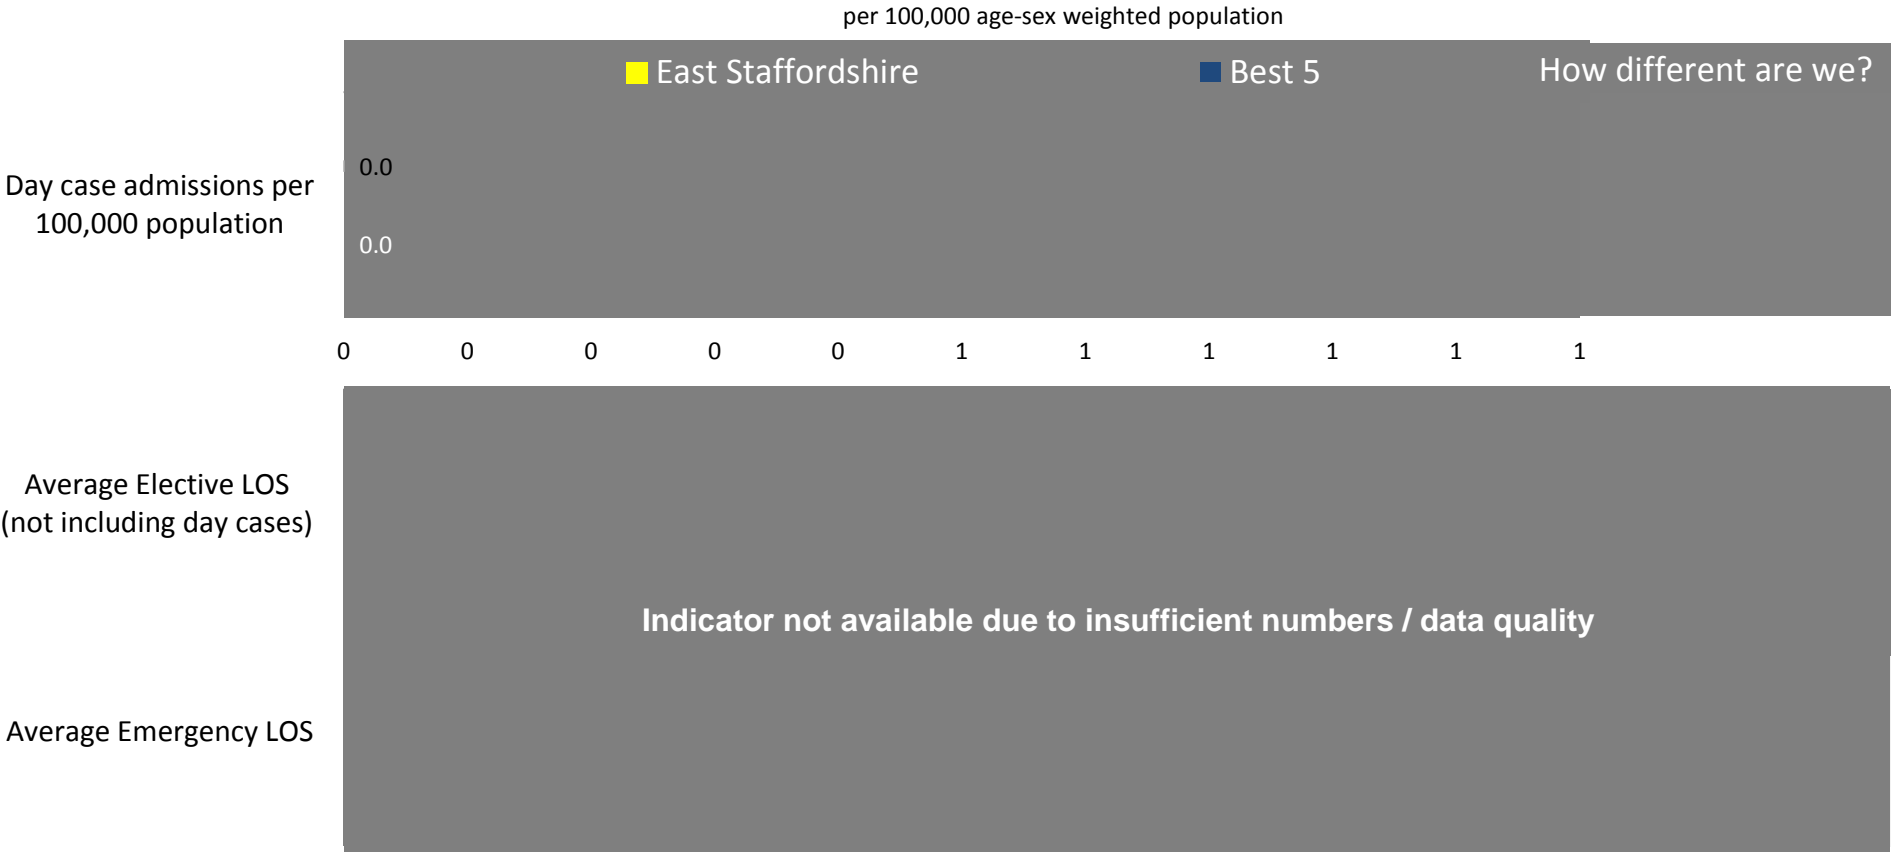 per 100,000 age-sex weighted population
East Staffordshire Best 5 How different are we?
Day case admissions per
100,000 population
0.0
0.0
0 0 0 0 0 1 1 1 1 1 1
Average Elective LOS
(not including day cases)
Indicator not available due to insufficient numbers / data quality
Average Emergency LOS